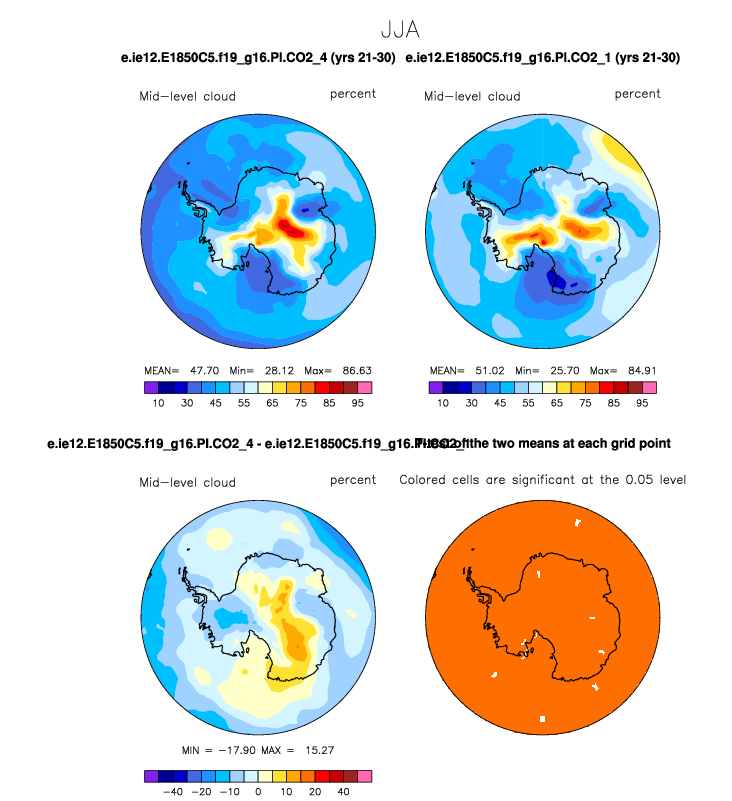 JJA
e.ie12.E1850C5.f19_g16.PI.CO2_4 (yrs 21-30) e.ie12.E1850C5.f19_g16.PI.CO2_1 (yrs 21-30)
Mid-level cloud percent Mid-level cloud percent
MEAN= 47.70 Min= 28.12 Max= 86.63 MEAN= 51.02 Min= 25.70 Max= 84.91
10 30 45 55 65 75 85 95 10 30 45 55 65 75 85 95
e.ie12.E1850C5.f19_g16.PI.CO2_4 - e.ie12.E1850C5.f19_g16. of the two means at each grid point
Mid-level cloud percent Colored cells are significant at the 0.05 level
MIN = -17.90 MAX = 15.27
-40 -20 -10 0 10 20 40